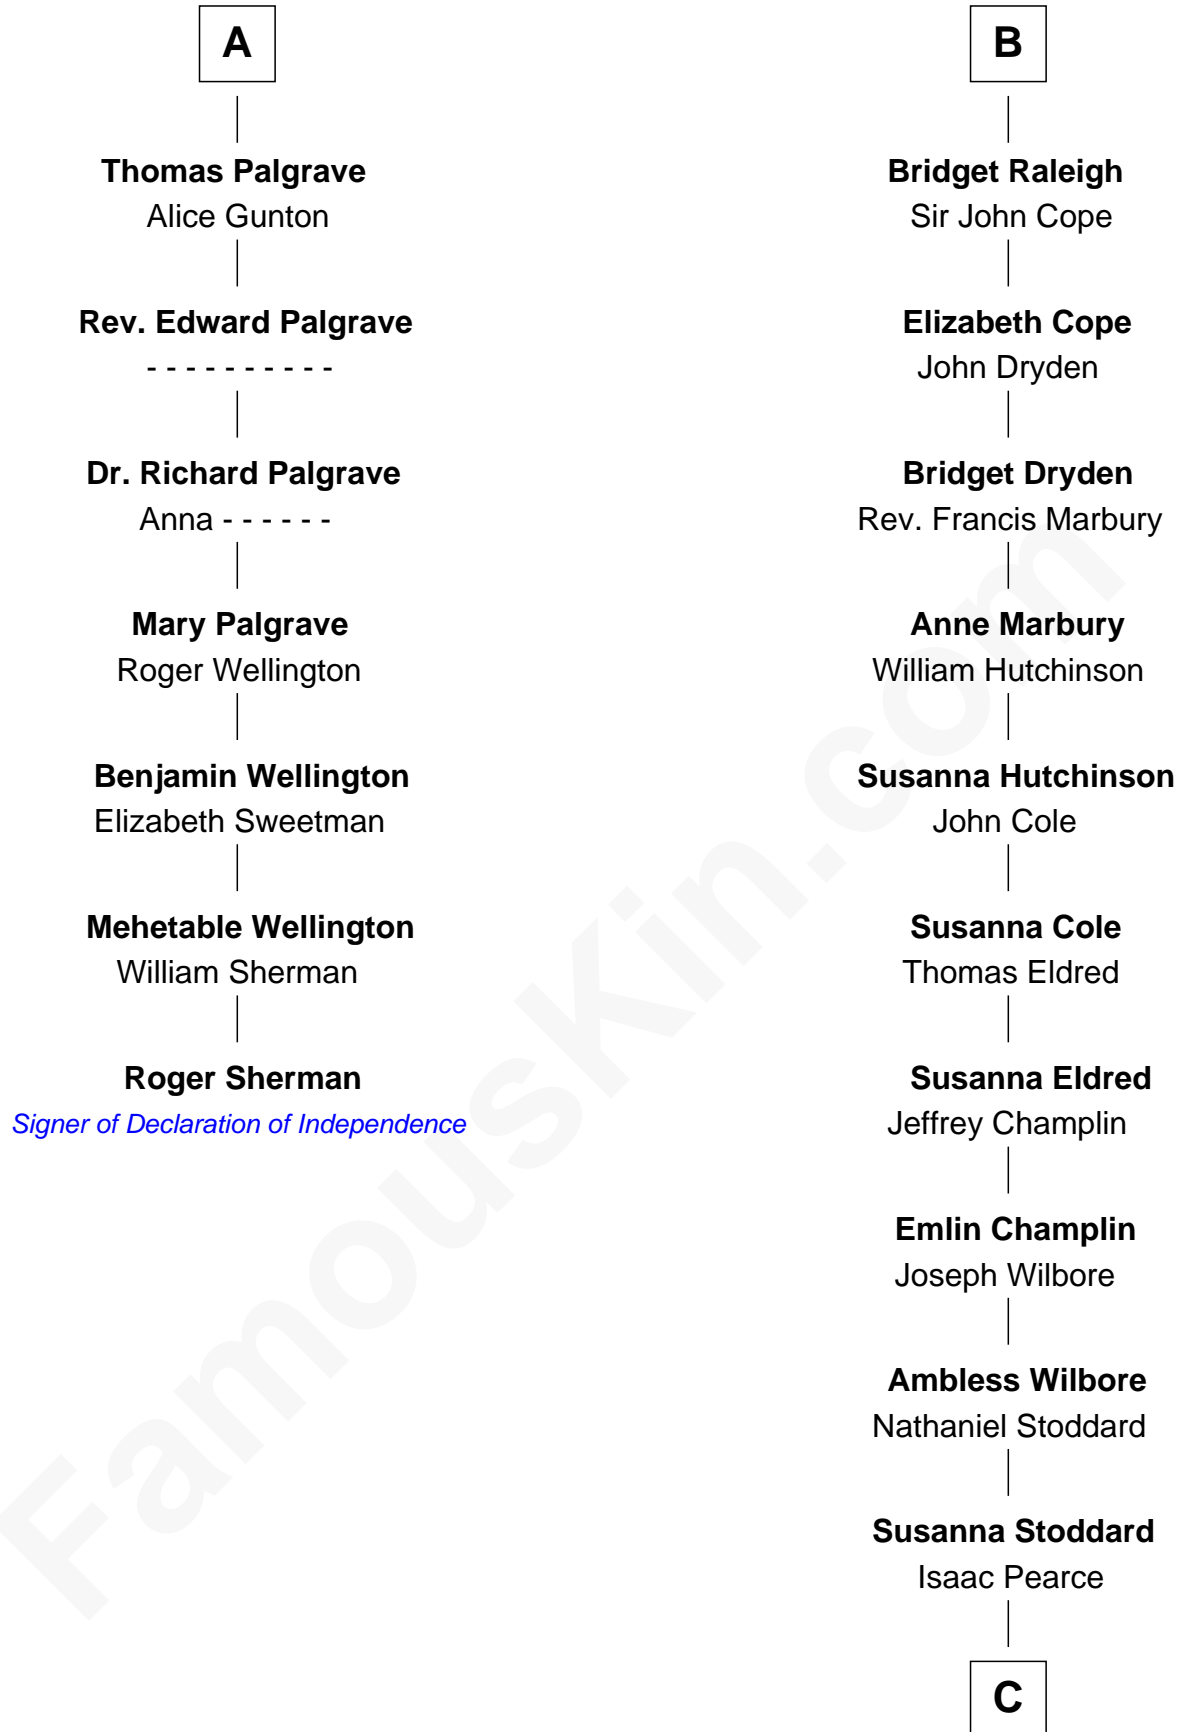 A
Thomas Palgrave
Alice Gunton
Rev. Edward Palgrave
- - - - - - - - - -
Dr. Richard Palgrave
Anna - - - - - -
Mary Palgrave
Roger Wellington
Benjamin Wellington
Elizabeth Sweetman
Mehetable Wellington
William Sherman
Roger Sherman
Signer of Declaration of Independence
B
Bridget Raleigh
Sir John Cope
Elizabeth Cope
John Dryden
Bridget Dryden
Rev. Francis Marbury
Anne Marbury
William Hutchinson
Susanna Hutchinson
John Cole
Susanna Cole
Thomas Eldred
Susanna Eldred
Jeffrey Champlin
Emlin Champlin
Joseph Wilbore
Ambless Wilbore
Nathaniel Stoddard
Susanna Stoddard
Isaac Pearce
C
FamousKin.com